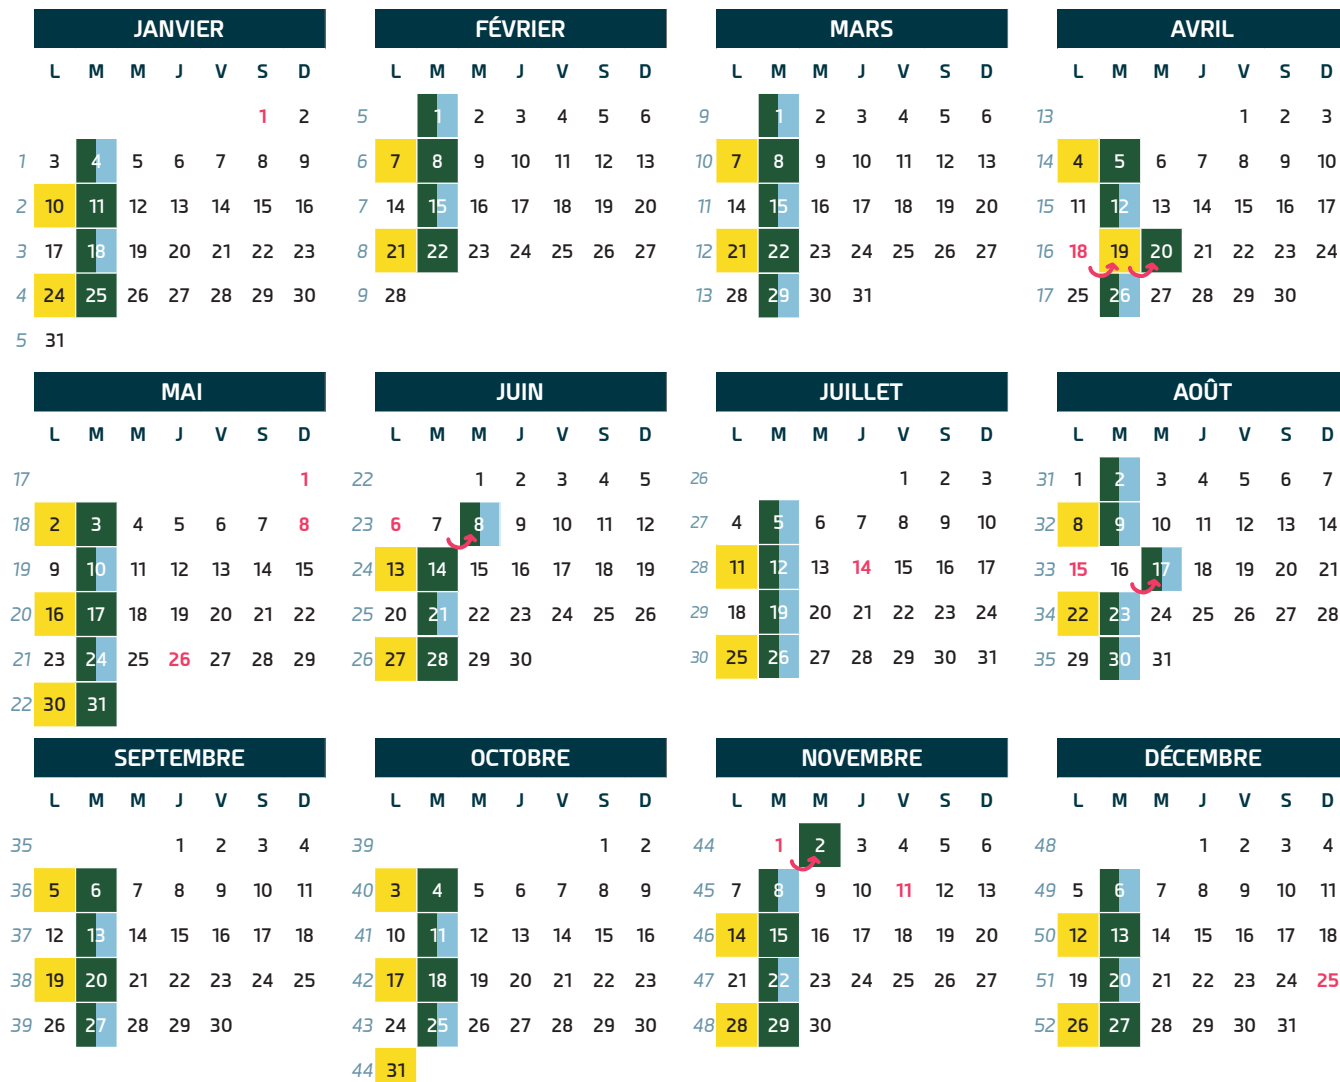 JANVIER
L M M J V S D
1 2
1 3 4 5 6 7 8 9
2 10 11 12 13 14 15 16
3 17 18 19 20 21 22 23
4 24 25 26 27 28 29 30
5 31
FÉVRIER
L M M J V S D
5 1 2 3 4 5 6
6 7 8 9 10 11 12 13
7 14 15 16 17 18 19 20
8 21 22 23 24 25 26 27
9 28
MARS
L M M J V S D
9 1 2 3 4 5 6
10 7 8 9 10 11 12 13
11 14 15 16 17 18 19 20
12 21 22 23 24 25 26 27
13 28 29 30 31
AVRIL
L M M J V S D
13 1 2 3
14 4 5 6 7 8 9 10
15 11 12 13 14 15 16 17
16 18 19 20 21 22 23 24
17 25 26 27 28 29 30
MAI
L M M J V S D
17 1
18 2 3 4 5 6 7 8
19 9 10 11 12 13 14 15
20 16 17 18 19 20 21 22
21 23 24 25 26 27 28 29
22 30 31
JUIN
L M M J V S D
22 1 2 3 4 5
23 6 7 8 9 10 11 12
24 13 14 15 16 17 18 19
25 20 21 22 23 24 25 26
26 27 28 29 30
JUILLET
L M M J V S D
26 1 2 3
27 4 5 6 7 8 9 10
28 11 12 13 14 15 16 17
29 18 19 20 21 22 23 24
30 25 26 27 28 29 30 31
AOÛT
L M M J V S D
31 1 2 3 4 5 6 7
32 8 9 10 11 12 13 14
33 15 16 17 18 19 20 21
34 22 23 24 25 26 27 28
35 29 30 31
SEPTEMBRE
L M M J V S D
35 1 2 3 4
36 5 6 7 8 9 10 11
37 12 13 14 15 16 17 18
38 19 20 21 22 23 24 25
39 26 27 28 29 30
OCTOBRE
L M M J V S D
39 1 2
40 3 4 5 6 7 8 9
41 10 11 12 13 14 15 16
42 17 18 19 20 21 22 23
43 24 25 26 27 28 29 30
44 31
NOVEMBRE
L M M J V S D
44 1 2 3 4 5 6
45 7 8 9 10 11 12 13
46 14 15 16 17 18 19 20
47 21 22 23 24 25 26 27
48 28 29 30
DÉCEMBRE
L M M J V S D
48 1 2 3 4
49 5 6 7 8 9 10 11
50 12 13 14 15 16 17 18
51 19 20 21 22 23 24 25
52 26 27 28 29 30 31